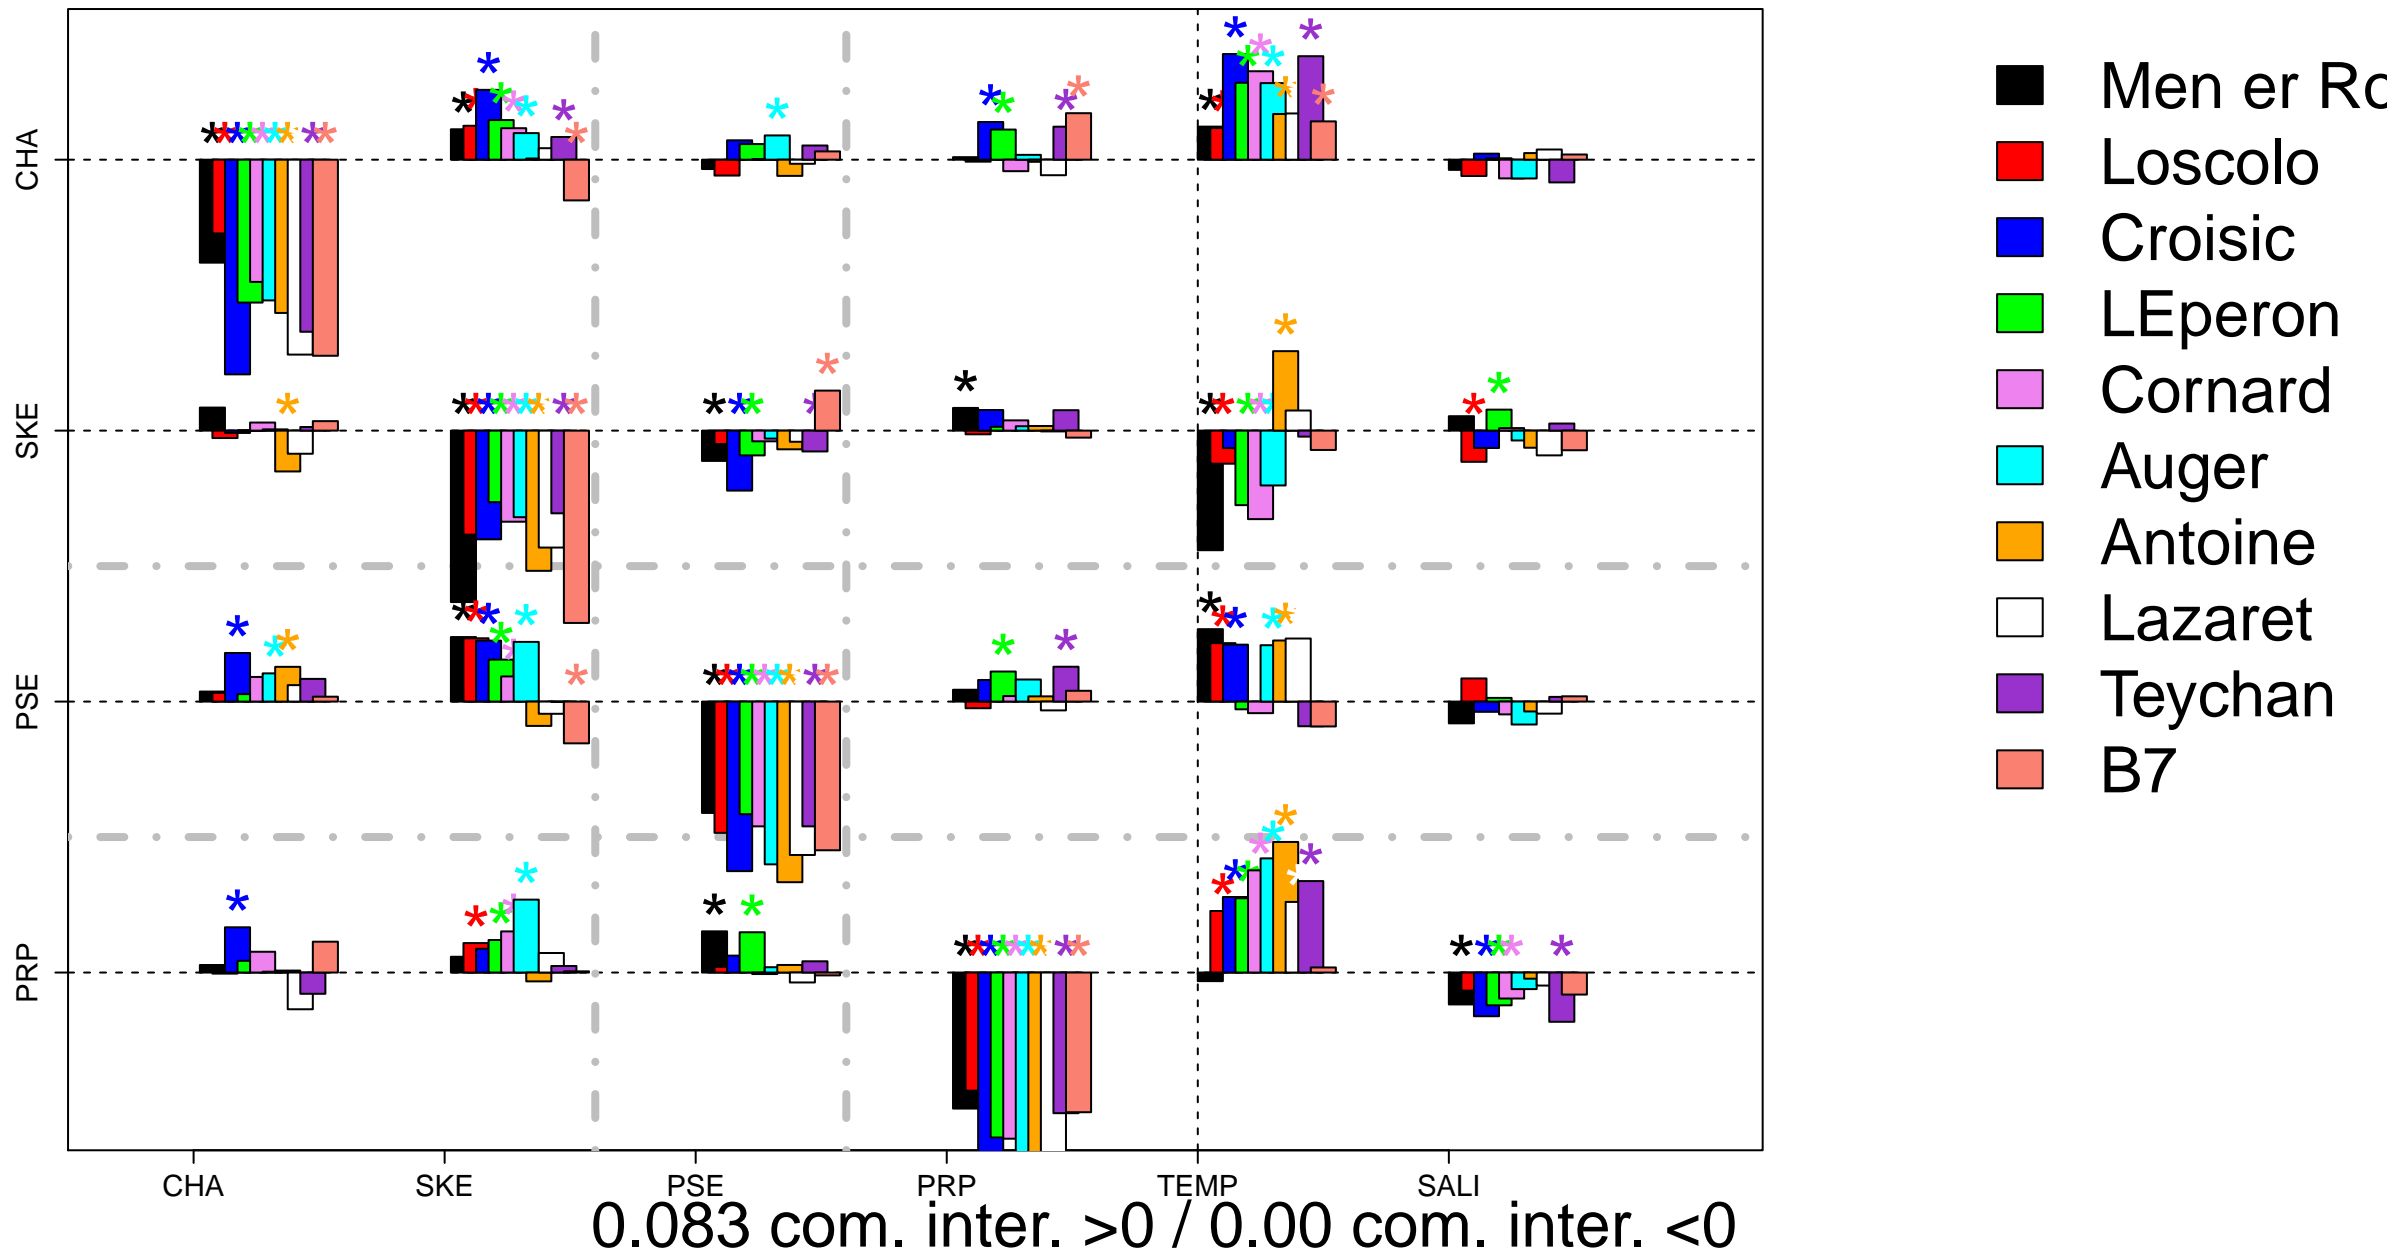 CHA
SKE
PSE
PRP
CHA
SKE
PSE
PRP
TEMP
SALI
0.083 com. inter. >0 / 0.00 com. inter. <0
Men er Ro
Loscolo
Croisic
LEperon
Cornard
Auger
Antoine
Lazaret
Teychan
B7